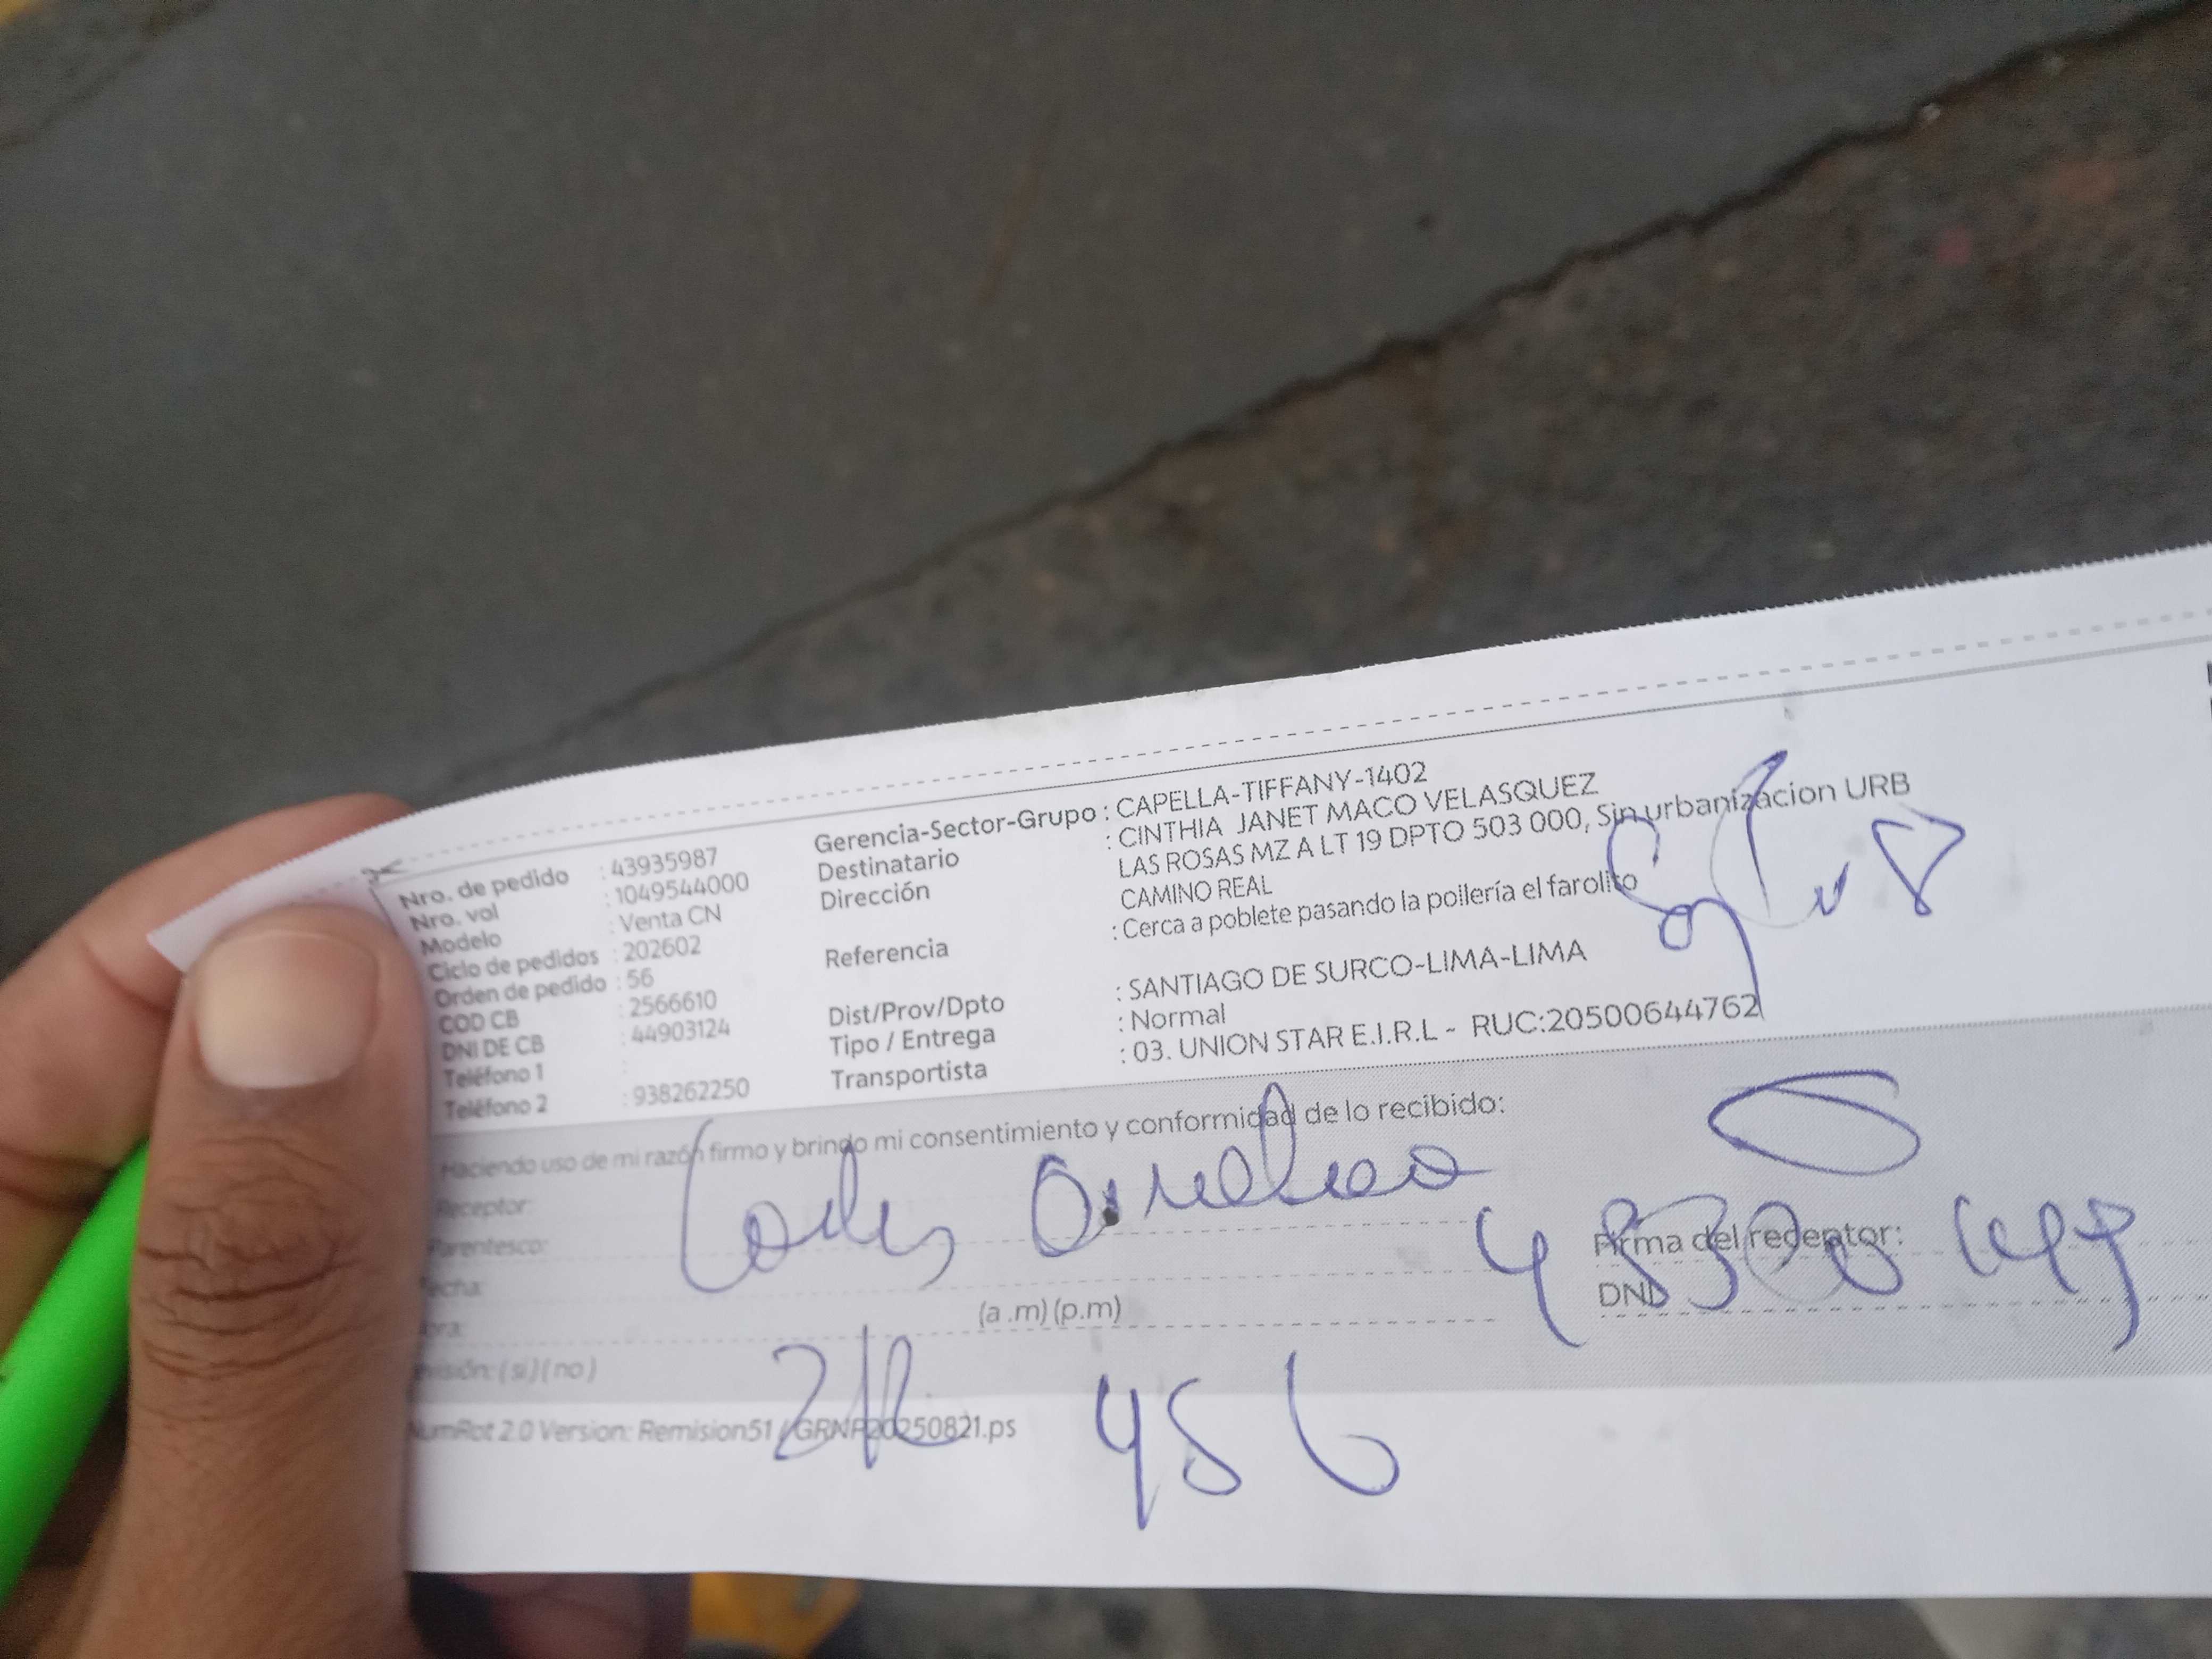 Nro. de pedido : 43935987
Nro. vol : 1049544000
Modelo : Venta CN
Ciclo de pedidos : 202602
Orden de pedido : 56
COD CB : 2566610
DNI DE CB : 44903124
Teléfono 1 :
Teléfono 2 : 938262250
Gerencia-Sector-Grupo : CAPELLA-TIFFANY-1402
Destinatario : CINTHIA JANET MACO VELASQUEZ
Dirección LAS ROSAS MZ A LT 19 DPTO 503 000, Sin urbanizacion URB
CAMINO REAL
Referencia : Cerca a poblete pasando la pollería el farolito
Dist/Prov/Dpto : SANTIAGO DE SURCO-LIMA-LIMA
Tipo / Entrega : Normal
Transportista : 03. UNION STAR E.I.R.L - RUC:20500644762
Haciendo uso de mi razón firmo y brindo mi consentimiento y conformidad de lo recibido:
Receptor:
Parentesco:
Firma del receptor:
echa:
DNI
ora:
(a .m) (p.m)
visión: ( si ) ( no )
456
NumRot 2.0 Version: Remision51 / GRNP20250821.ps